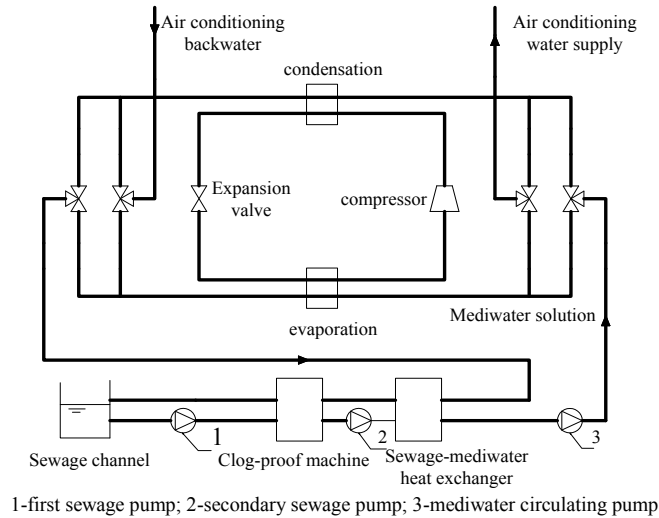 Air conditioning
backwater
Air conditioning
water supply
condensation
Expansion
valve
compressor
evaporation
Mediwater solution
1
2
3
Sewage channel
Clog-proof machine
Sewage-mediwater
heat exchanger
1-first sewage pump; 2-secondary sewage pump; 3-mediwater circulating pump